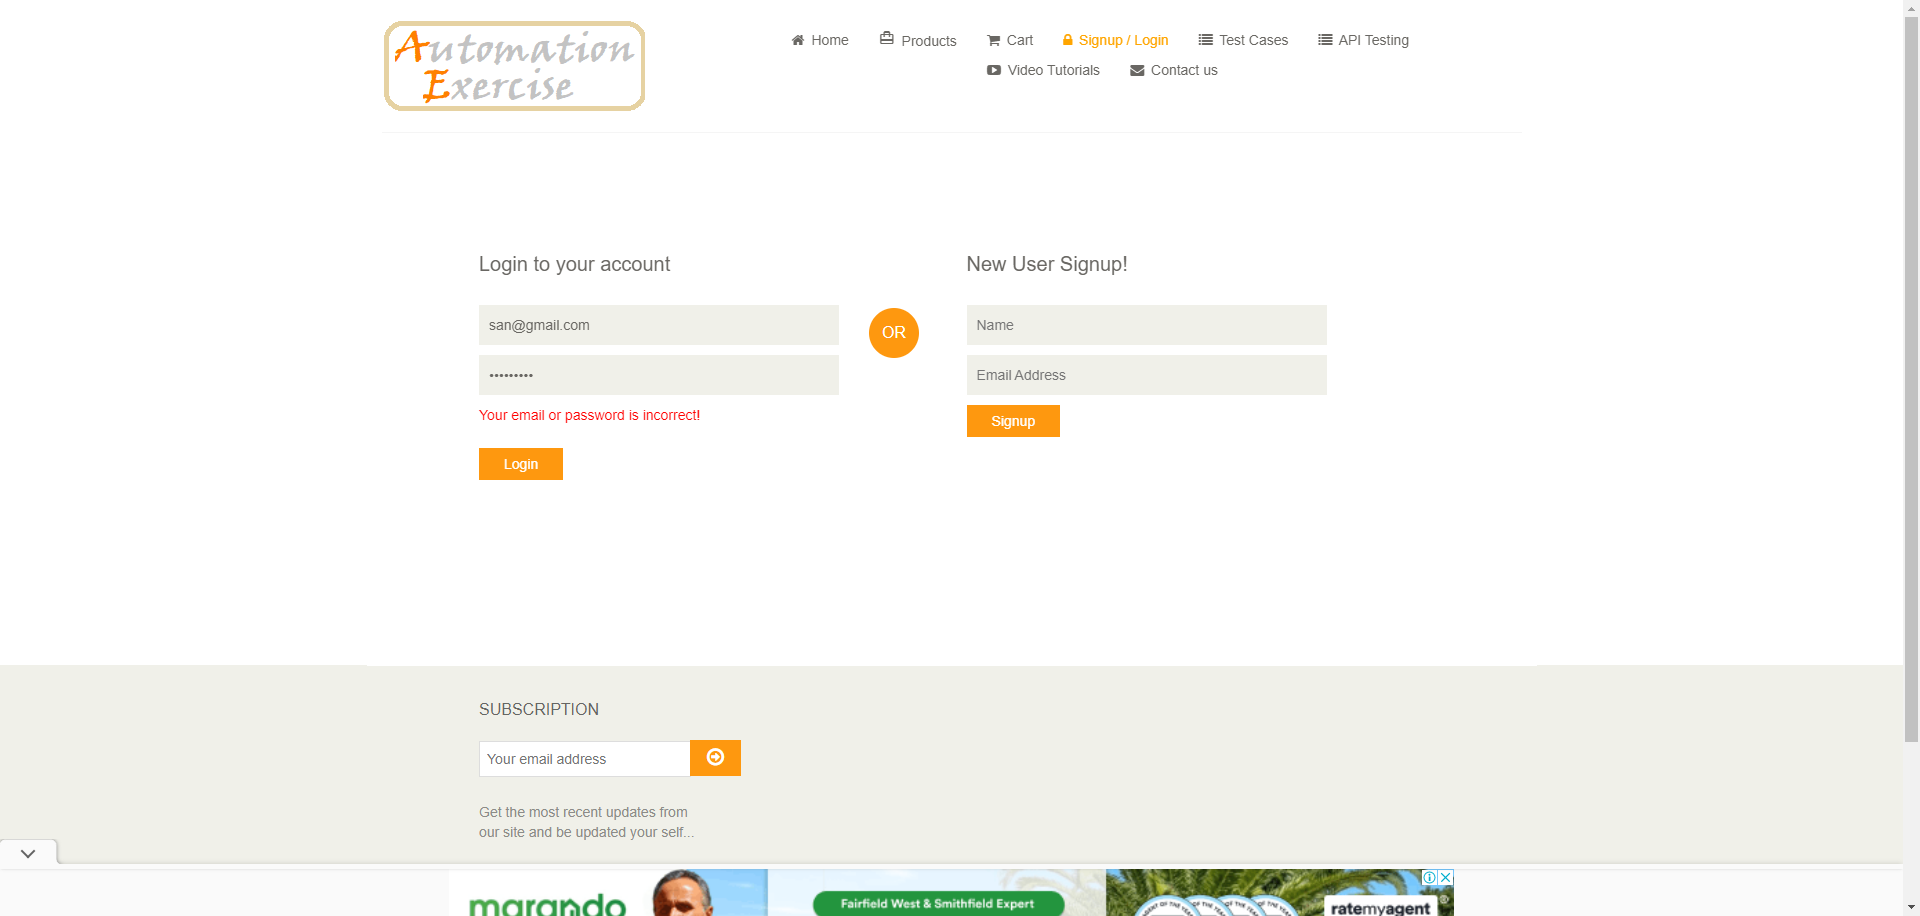 Automation
Exercise
Home
Products
Cart
Signup / Login
Test Cases
API Testing
Video Tutorials
Contact us
Login to your account
san@gmail.com
•••••••••
Your email or password is incorrect!
Login
OR
New User Signup!
Name
Email Address
Signup
SUBSCRIPTION
Your email address
Get the most recent updates from
our site and be updated your self...
marando
Fairfield West & Smithfield Expert
ratemyagent